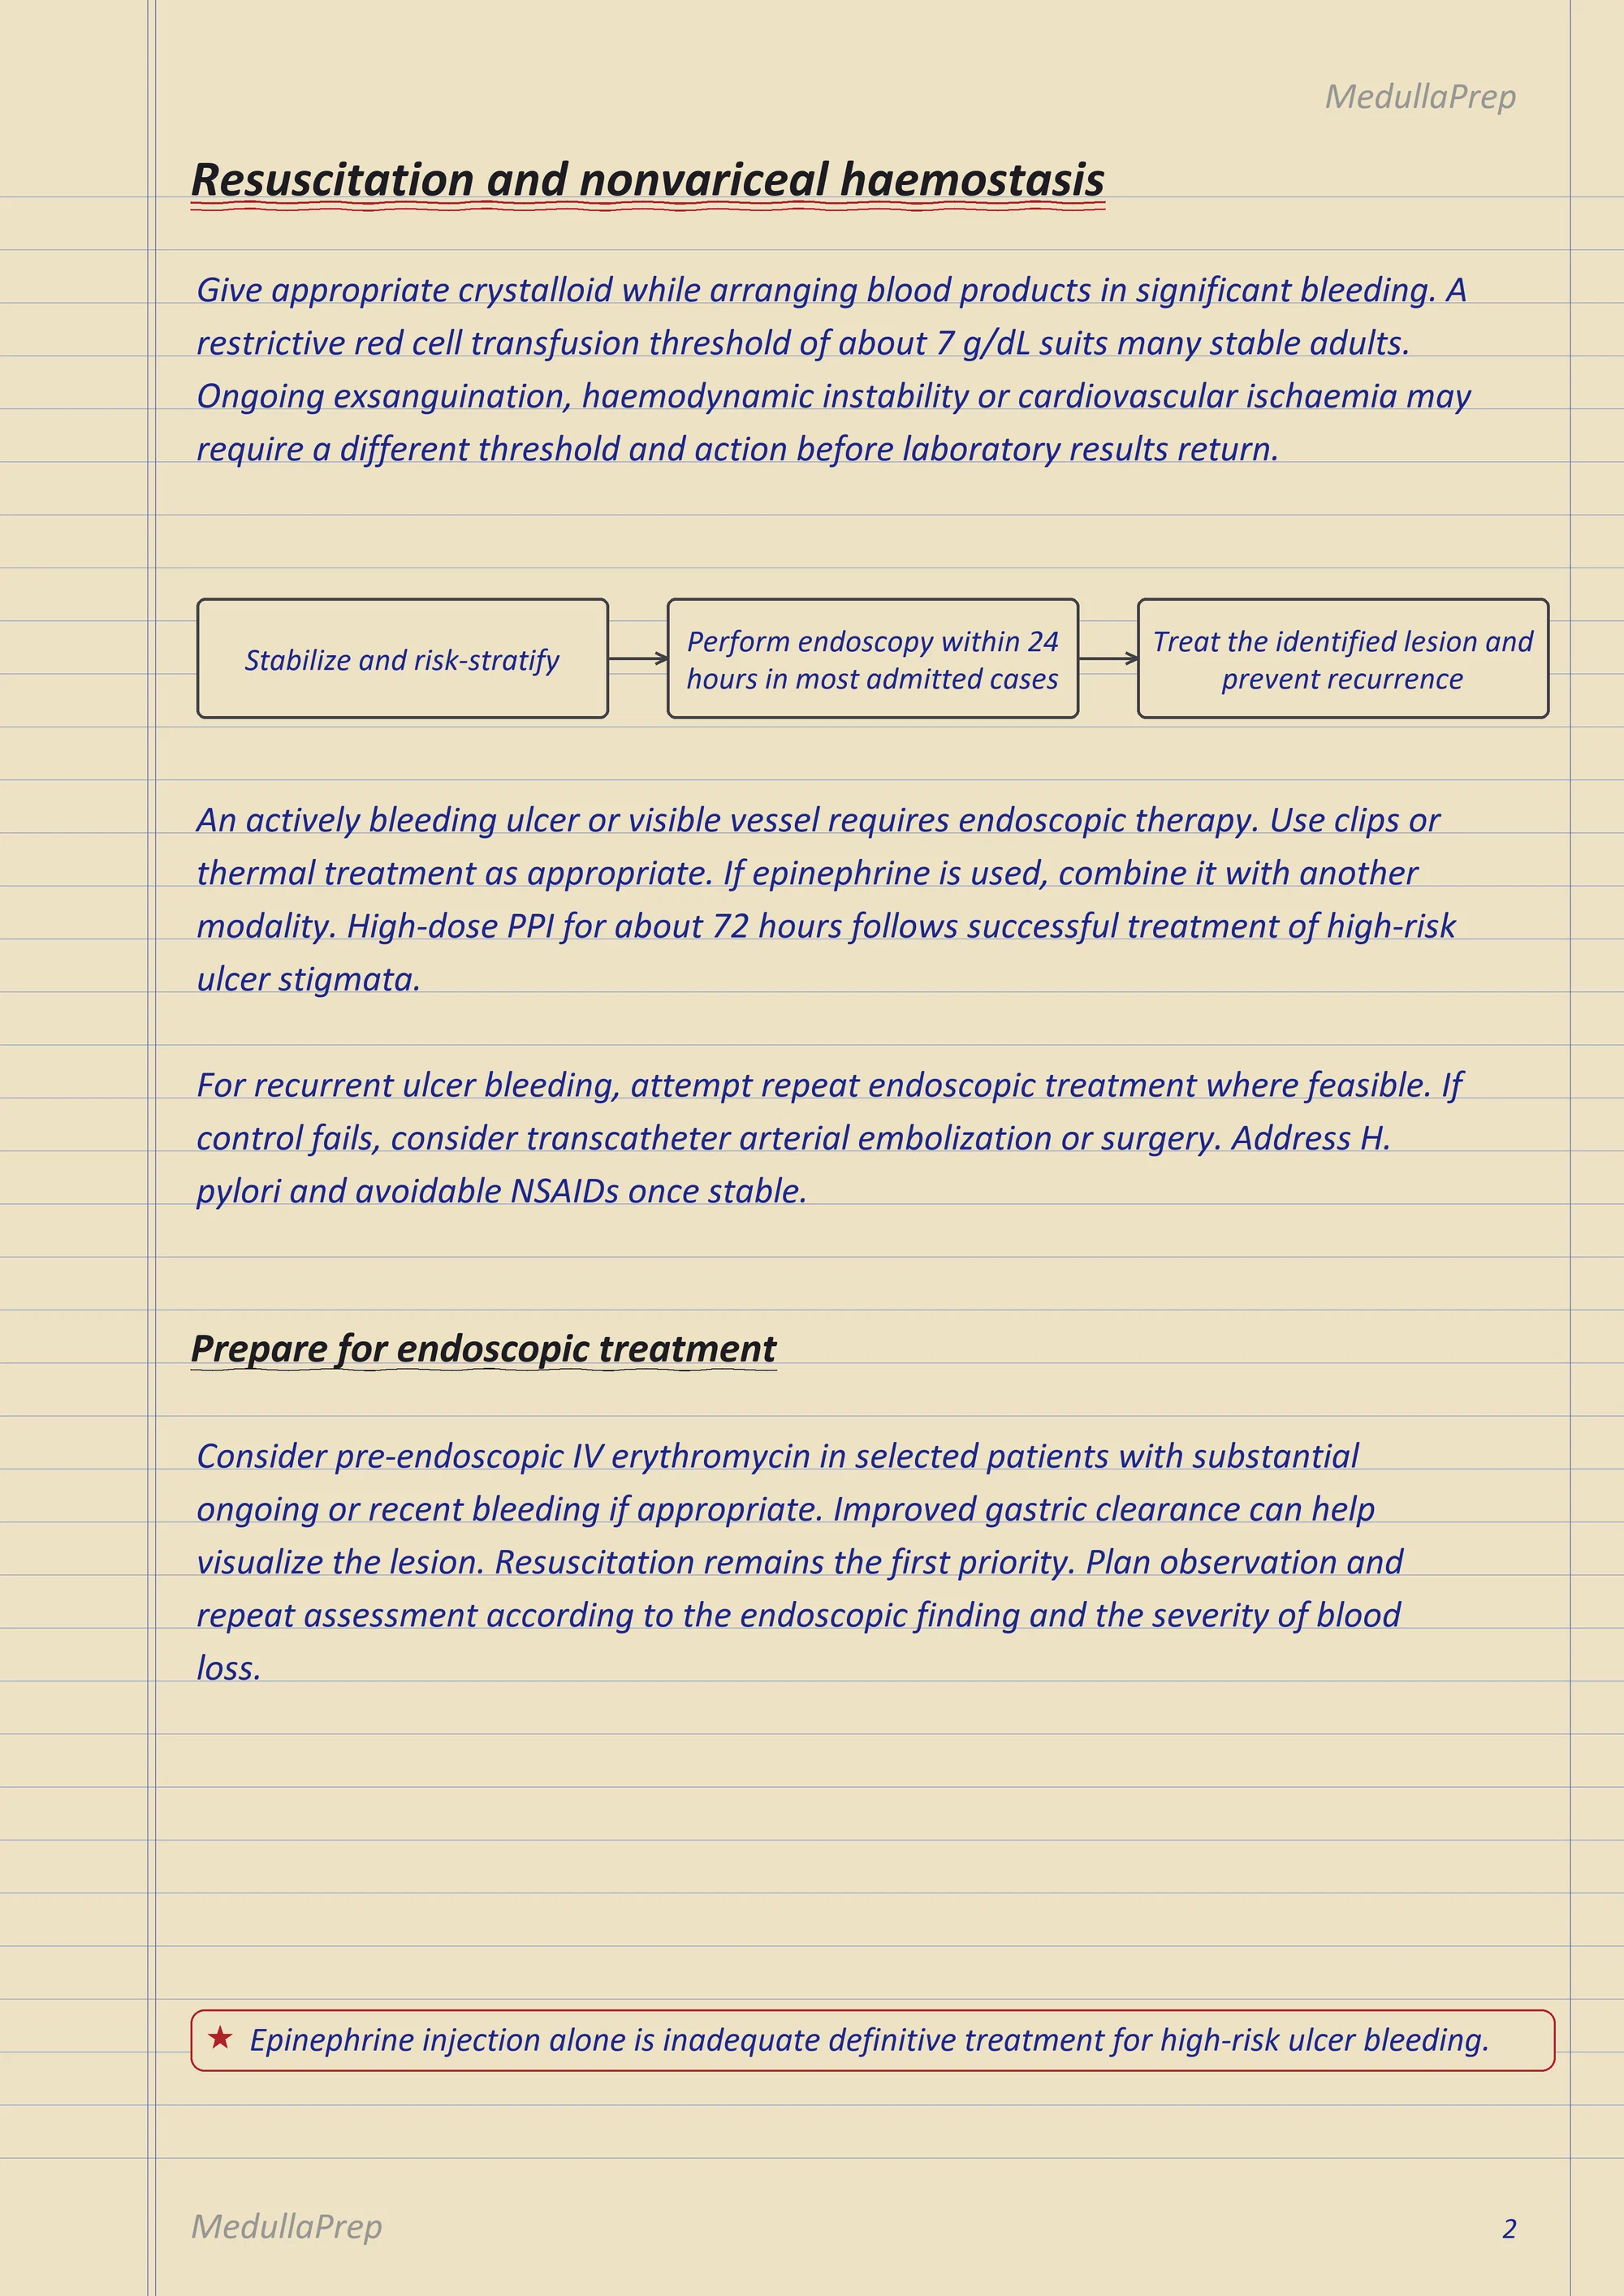 MedullaPrep
Resuscitation and nonvariceal haemostasis
Give appropriate crystalloid while arranging blood products in significant bleeding. A
restrictive red cell transfusion threshold of about 7 g/dL suits many stable adults.
Ongoing exsanguination, haemodynamic instability or cardiovascular ischaemia may
require a different threshold and action before laboratory results return.
Stabilize and risk-stratify
Perform endoscopy within 24
hours in most admitted cases
Treat the identified lesion and
prevent recurrence
An actively bleeding ulcer or visible vessel requires endoscopic therapy. Use clips or
thermal treatment as appropriate. If epinephrine is used, combine it with another
modality. High-dose PPI for about 72 hours follows successful treatment of high-risk
ulcer stigmata.
For recurrent ulcer bleeding, attempt repeat endoscopic treatment where feasible. If
control fails, consider transcatheter arterial embolization or surgery. Address H.
pylori and avoidable NSAIDs once stable.
Prepare for endoscopic treatment
Consider pre-endoscopic IV erythromycin in selected patients with substantial
ongoing or recent bleeding if appropriate. Improved gastric clearance can help
visualize the lesion. Resuscitation remains the first priority. Plan observation and
repeat assessment according to the endoscopic finding and the severity of blood
loss.
★ Epinephrine injection alone is inadequate definitive treatment for high-risk ulcer bleeding.
MedullaPrep
2